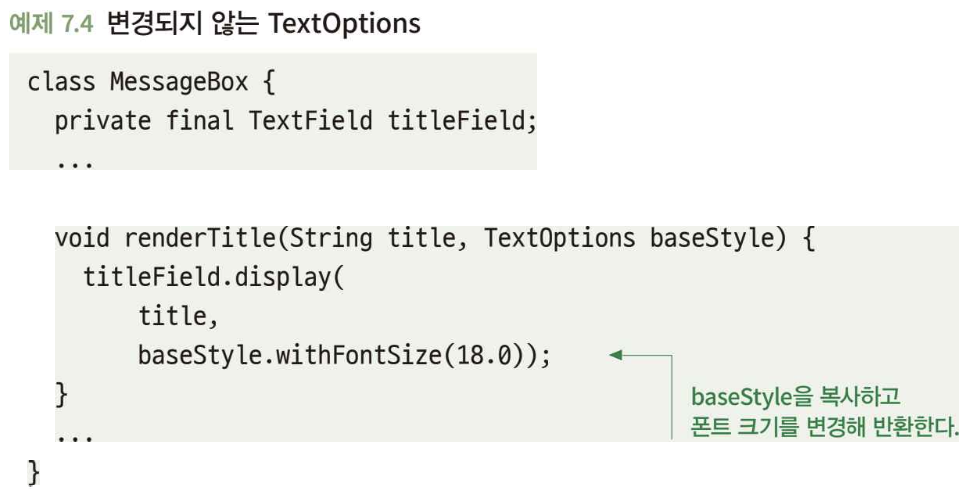 예제 7.4 변경되지 않는 TextOptions
class MessageBox {
private final TextField titleField;
...
void renderTitle(String title, TextOptions baseStyle) {
titleField.display(
title,
baseStyle.withFontSize(18.0));
}
baseStyle을 복사하고
폰트 크기를 변경해 반환한다.
...
}